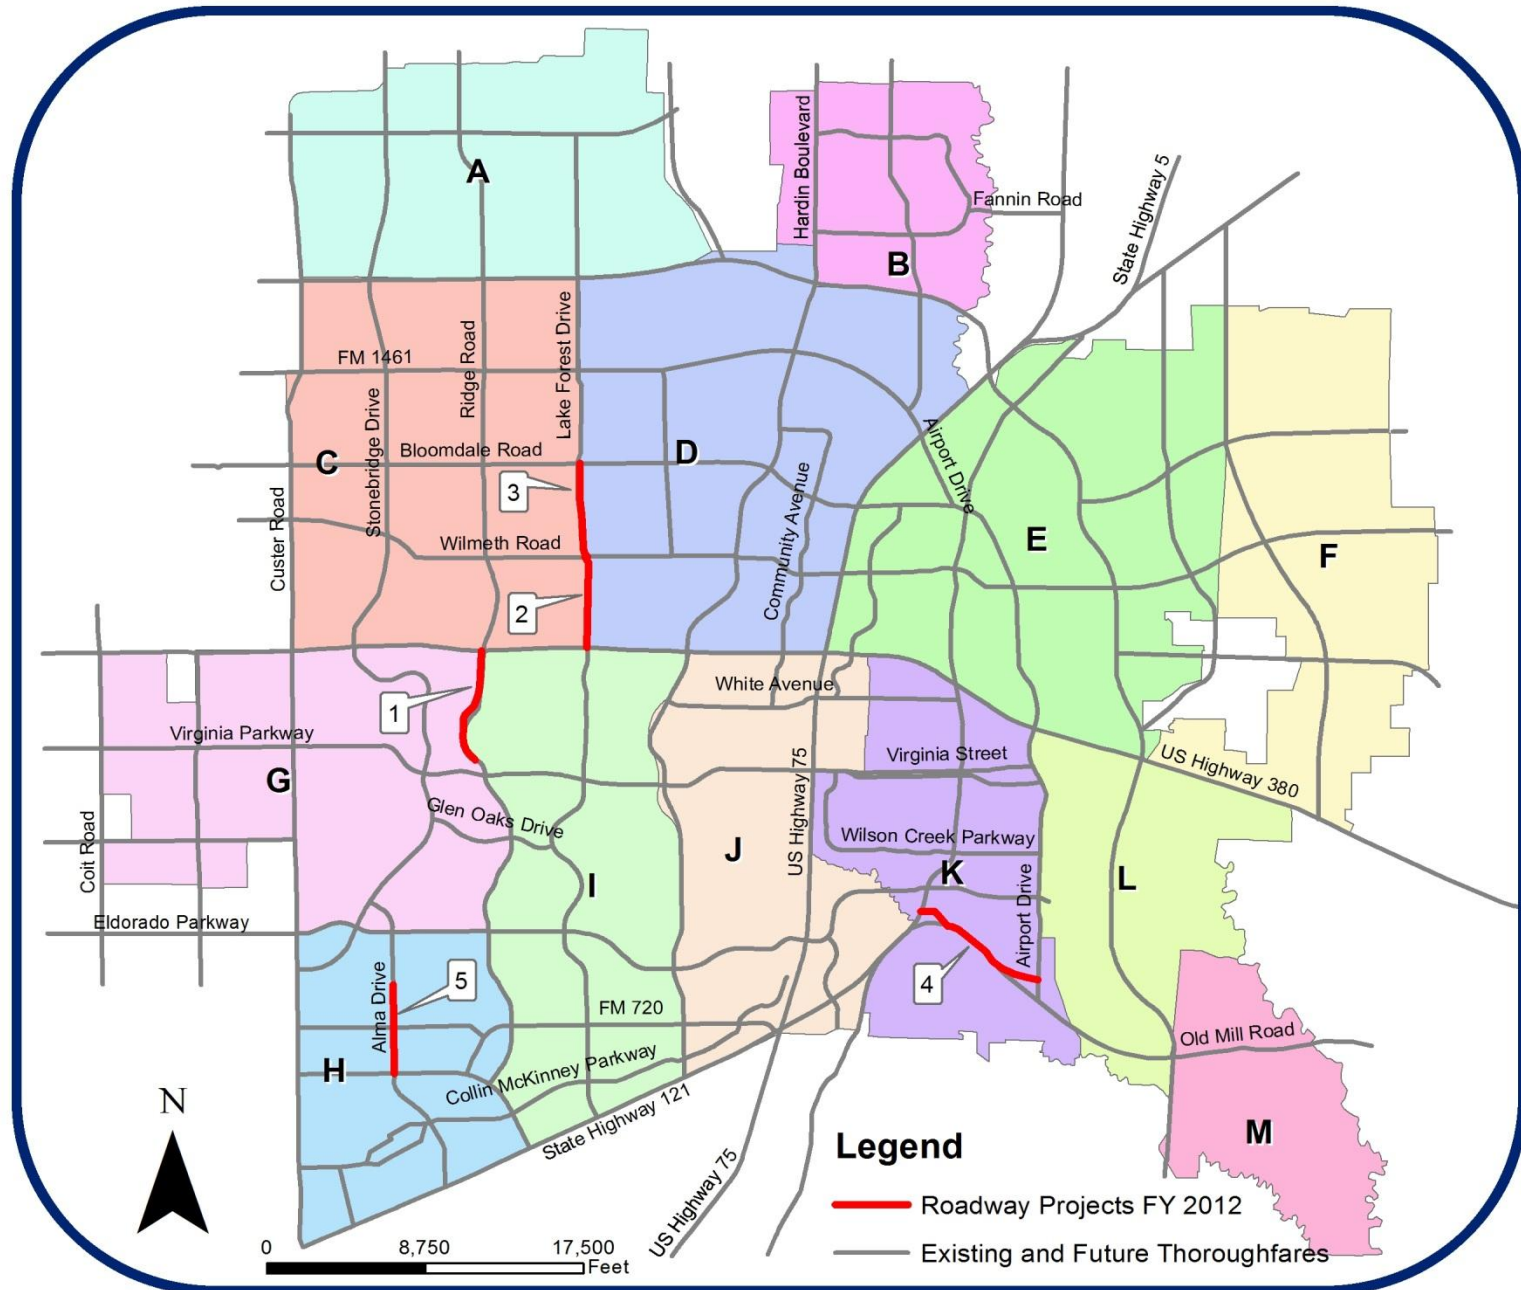 A
Hardin Boulevard
Fannin Road
State Highway 5
B
Lake Forest Drive
Ridge Road
FM 1461
Stonebridge Drive
Bloomdale Road
C
D
Airport Drive
3
Community Avenue
Custer Road
Wilmeth Road
E
F
2
White Avenue
1
Virginia Parkway
US Highway 75
Virginia Street
US Highway 380
G
Glen Oaks Drive
Wilson Creek Parkway
Coit Road
J
K
L
I
Eldorado Parkway
Airport Drive
Alma Drive
5
4
FM 720
Old Mill Road
H
Collin McKinney Parkway
State Highway 121
N
M
US Highway 75
Legend
Roadway Projects FY 2012
Existing and Future Thoroughfares
0 8,750 17,500
Feet